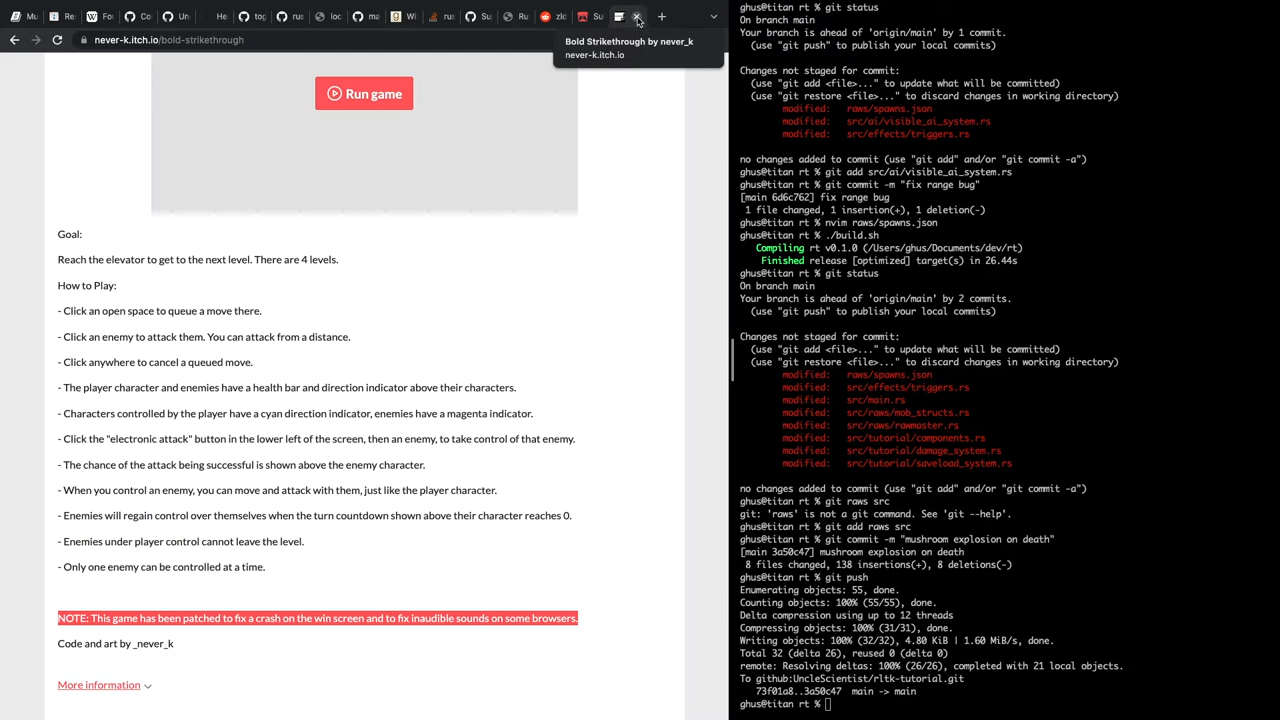 Mu
Re
Fo
Co
Un
He
tog
rus
loc
ma
Wi
rus
Su
Ru
zld
Su
never-k.itch.io/bold-strikethrough
Bold Strikethrough by never_k
never-k.itch.io
Run game
Goal:
Reach the elevator to get to the next level. There are 4 levels.
How to Play:
- Click an open space to queue a move there.
- Click an enemy to attack them. You can attack from a distance.
- Click anywhere to cancel a queued move.
- The player character and enemies have a health bar and direction indicator above their characters.
- Characters controlled by the player have a cyan direction indicator, enemies have a magenta indicator.
- Click the "electronic attack" button in the lower left of the screen, then an enemy, to take control of that enemy.
- The chance of the attack being successful is shown above the enemy character.
- When you control an enemy, you can move and attack with them, just like the player character.
- Enemies will regain control over themselves when the turn countdown shown above their character reaches 0.
- Enemies under player control cannot leave the level.
- Only one enemy can be controlled at a time.
NOTE: This game has been patched to fix a crash on the win screen and to fix inaudible sounds on some browsers.
Code and art by _never_k
More information
ghus@titan rt % git status
On branch main
Your branch is ahead of 'origin/main' by 1 commit.
(use "git push" to publish your local commits)
Changes not staged for commit:
(use "git add <file>..." to update what will be committed)
(use "git restore <file>..." to discard changes in working directory)
modified: raws/spawns.json
modified: src/ai/visible_ai_system.rs
modified: src/effects/triggers.rs
no changes added to commit (use "git add" and/or "git commit -a")
ghus@titan rt % git add src/ai/visible_ai_system.rs
ghus@titan rt % git commit -m "fix range bug"
[main 6d6c762] fix range bug
1 file changed, 1 insertion(+), 1 deletion(-)
ghus@titan rt % nvim raws/spawns.json
ghus@titan rt % ./build.sh
Compiling rt v0.1.0 (/Users/ghus/Documents/dev/rt)
Finished release [optimized] target(s) in 26.44s
ghus@titan rt % git status
On branch main
Your branch is ahead of 'origin/main' by 2 commits.
(use "git push" to publish your local commits)
Changes not staged for commit:
(use "git add <file>..." to update what will be committed)
(use "git restore <file>..." to discard changes in working directory)
modified: raws/spawns.json
modified: src/effects/triggers.rs
modified: src/main.rs
modified: src/raws/mob_structs.rs
modified: src/raws/rawmaster.rs
modified: src/tutorial/components.rs
modified: src/tutorial/damage_system.rs
modified: src/tutorial/saveload_system.rs
no changes added to commit (use "git add" and/or "git commit -a")
ghus@titan rt % git raws src
git: 'raws' is not a git command. See 'git --help'.
ghus@titan rt % git add raws src
ghus@titan rt % git commit -m "mushroom explosion on death"
[main 3a50c47] mushroom explosion on death
8 files changed, 138 insertions(+), 8 deletions(-)
ghus@titan rt % git push
Enumerating objects: 55, done.
Counting objects: 100% (55/55), done.
Delta compression using up to 12 threads
Compressing objects: 100% (31/31), done.
Writing objects: 100% (32/32), 4.80 KiB | 1.60 MiB/s, done.
Total 32 (delta 26), reused 0 (delta 0)
remote: Resolving deltas: 100% (26/26), completed with 21 local objects.
To github:UncleScientist/rltk-tutorial.git
73f01a8..3a50c47 main -> main
ghus@titan rt %